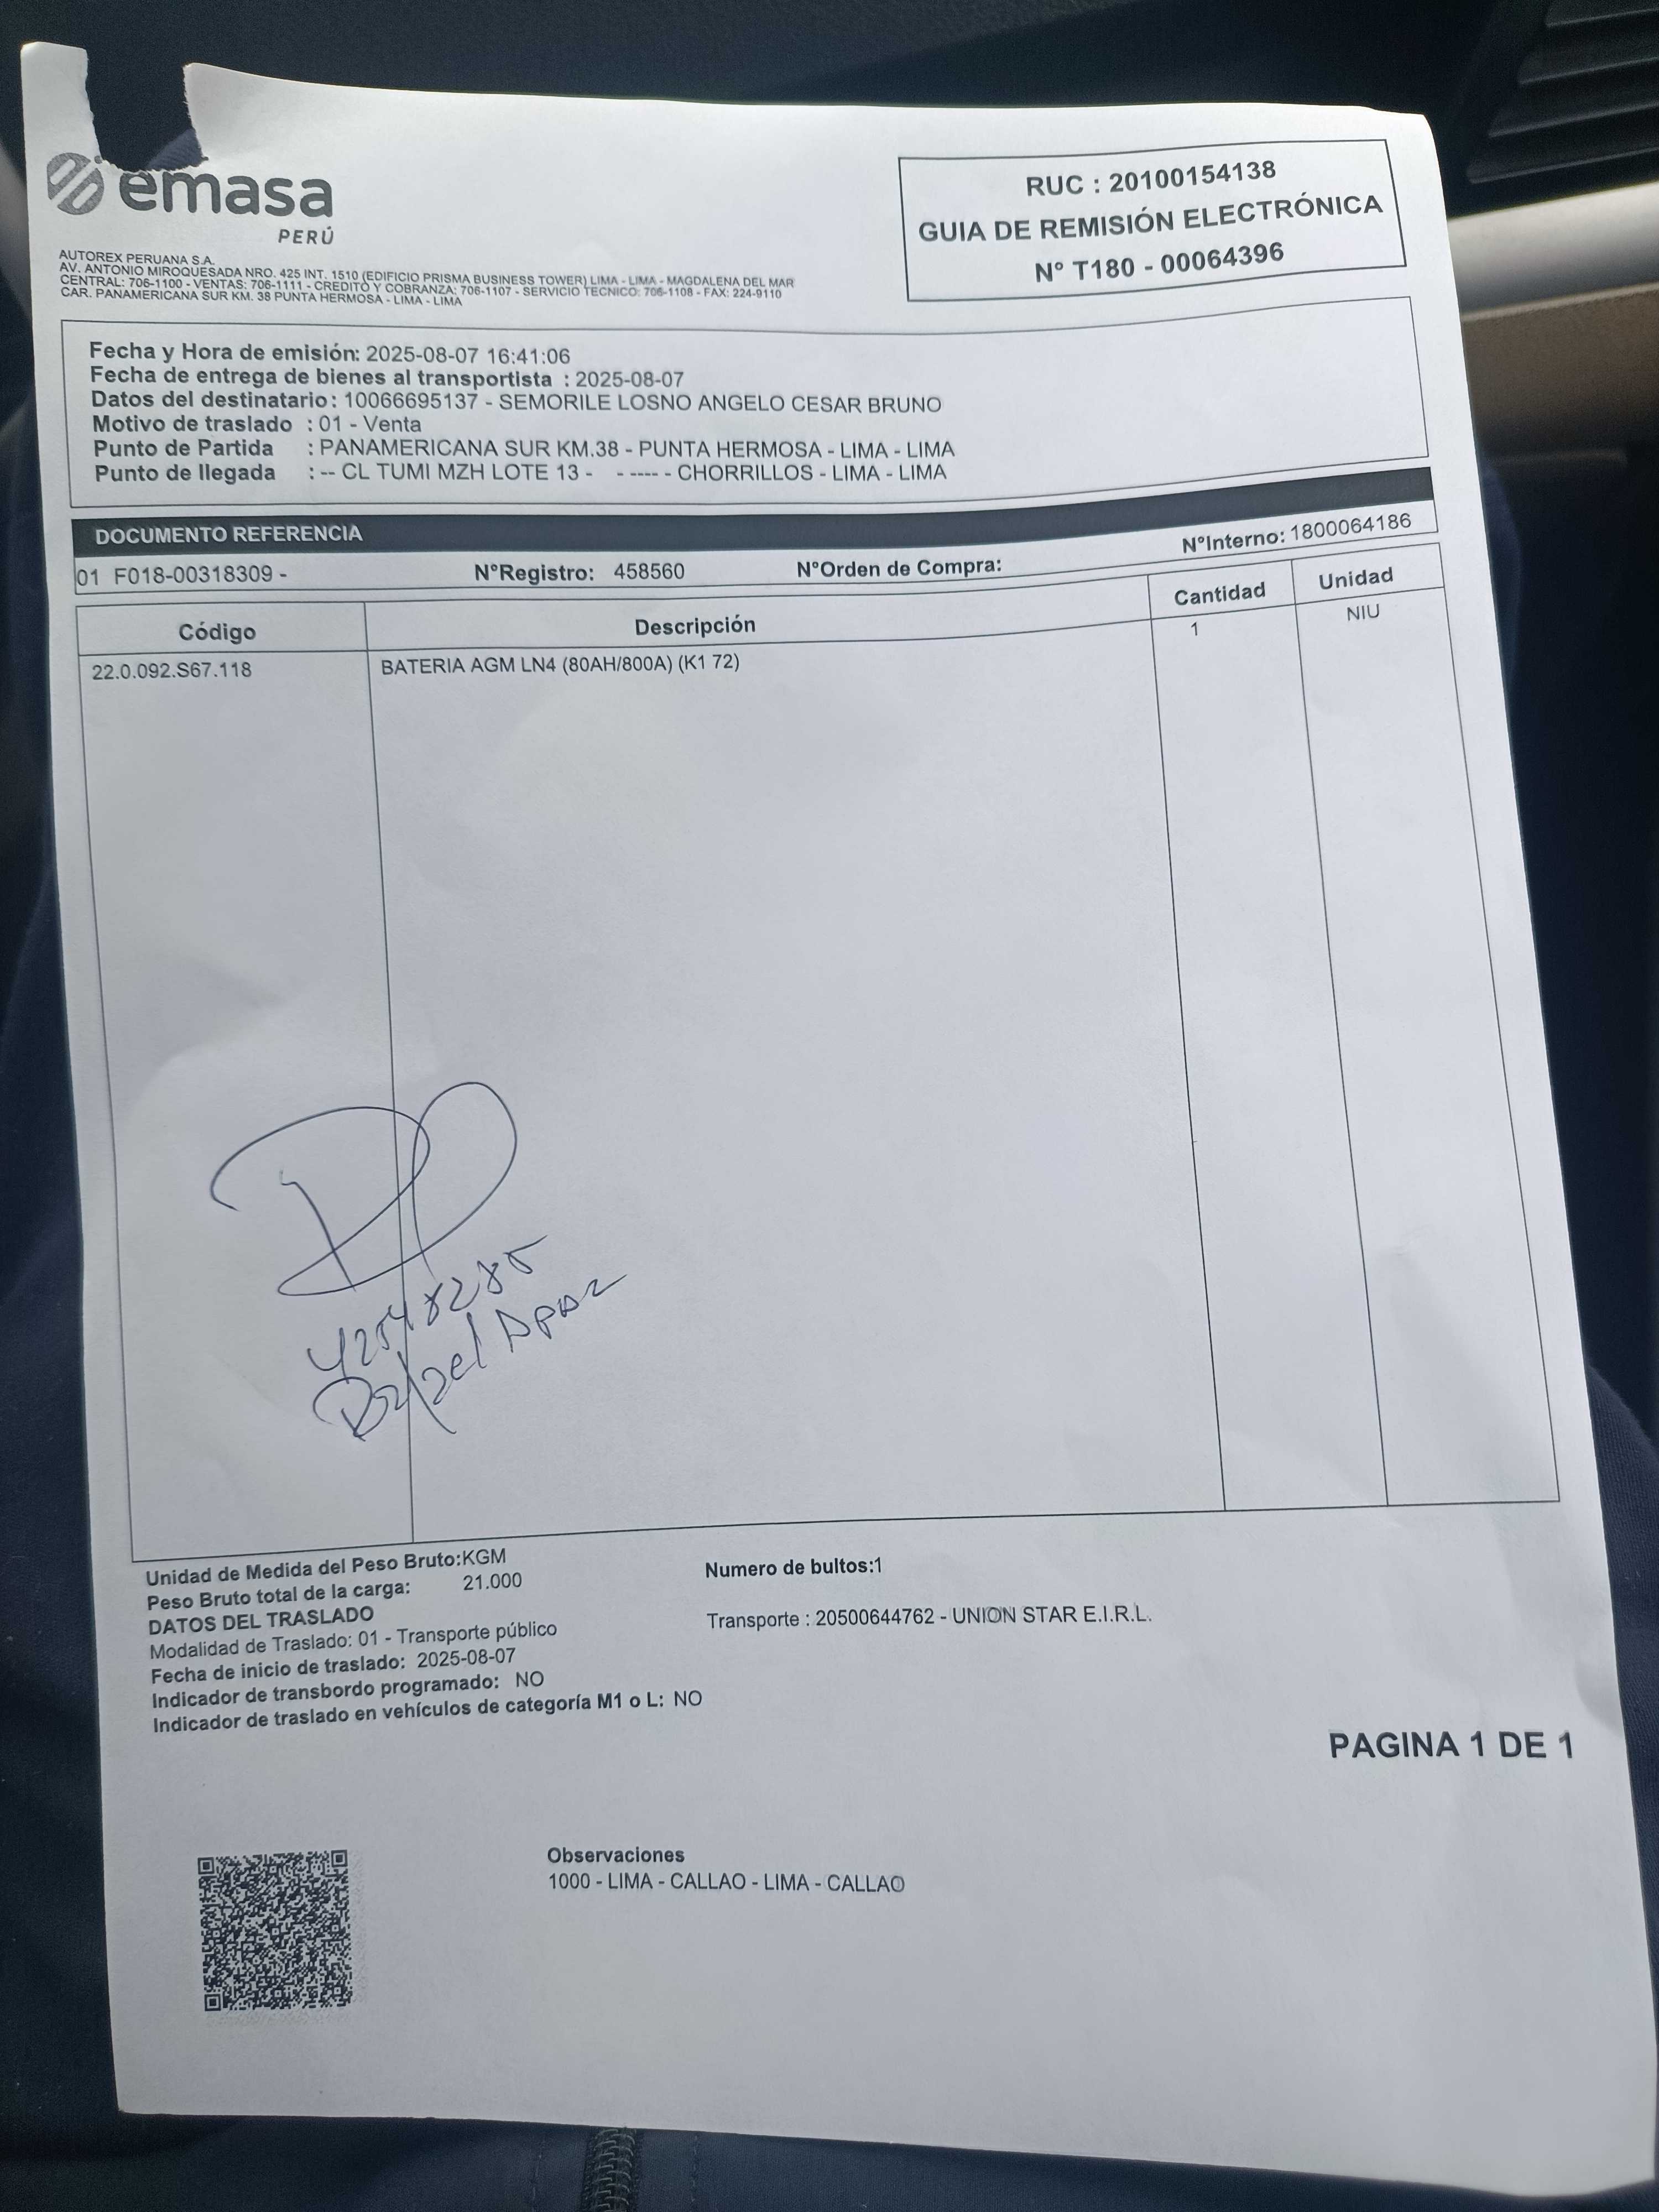 emasa
PERÚ
RUC : 20100154138
GUIA DE REMISIÓN ELECTRÓNICA
N° T180 - 00064396
AUTOREX PERUANA S.A.
AV. ANTONIO MIROQUESADA NRO. 425 INT. 1510 (EDIFICIO PRISMA BUSINESS TOWER) LIMA - LIMA - MAGDALENA DEL MAR
CENTRAL: 706-1100 - VENTAS: 706-1111 - CREDITO Y COBRANZA: 706-1107 - SERVICIO TECNICO: 706-1108 - FAX: 224-9110
CAR. PANAMERICANA SUR KM. 38 PUNTA HERMOSA - LIMA - LIMA
Fecha y Hora de emisión: 2025-08-07 16:41:06
Fecha de entrega de bienes al transportista : 2025-08-07
Datos del destinatario : 10066695137 - SEMORILE LOSNO ANGELO CESAR BRUNO
Motivo de traslado : 01 - Venta
Punto de Partida : PANAMERICANA SUR KM.38 - PUNTA HERMOSA - LIMA - LIMA
Punto de llegada : -- CL TUMI MZH LOTE 13 - - ---- - CHORRILLOS - LIMA - LIMA
DOCUMENTO REFERENCIA
01 F018-00318309 - N°Registro: 458560 N°Orden de Compra: N°Interno: 1800064186
Código Descripción Cantidad Unidad
22.0.092.S67.118 BATERIA AGM LN4 (80AH/800A) (K1 72) 1 NIU
42548285
Rafael
Unidad de Medida del Peso Bruto:KGM
Peso Bruto total de la carga: 21.000
Numero de bultos:1
DATOS DEL TRASLADO
Modalidad de Traslado: 01 - Transporte público
Transporte : 20500644762 - UNION STAR E.I.R.L.
Fecha de inicio de traslado: 2025-08-07
Indicador de transbordo programado: NO
Indicador de traslado en vehículos de categoría M1 o L: NO
PAGINA 1 DE 1
Observaciones
1000 - LIMA - CALLAO - LIMA - CALLAO